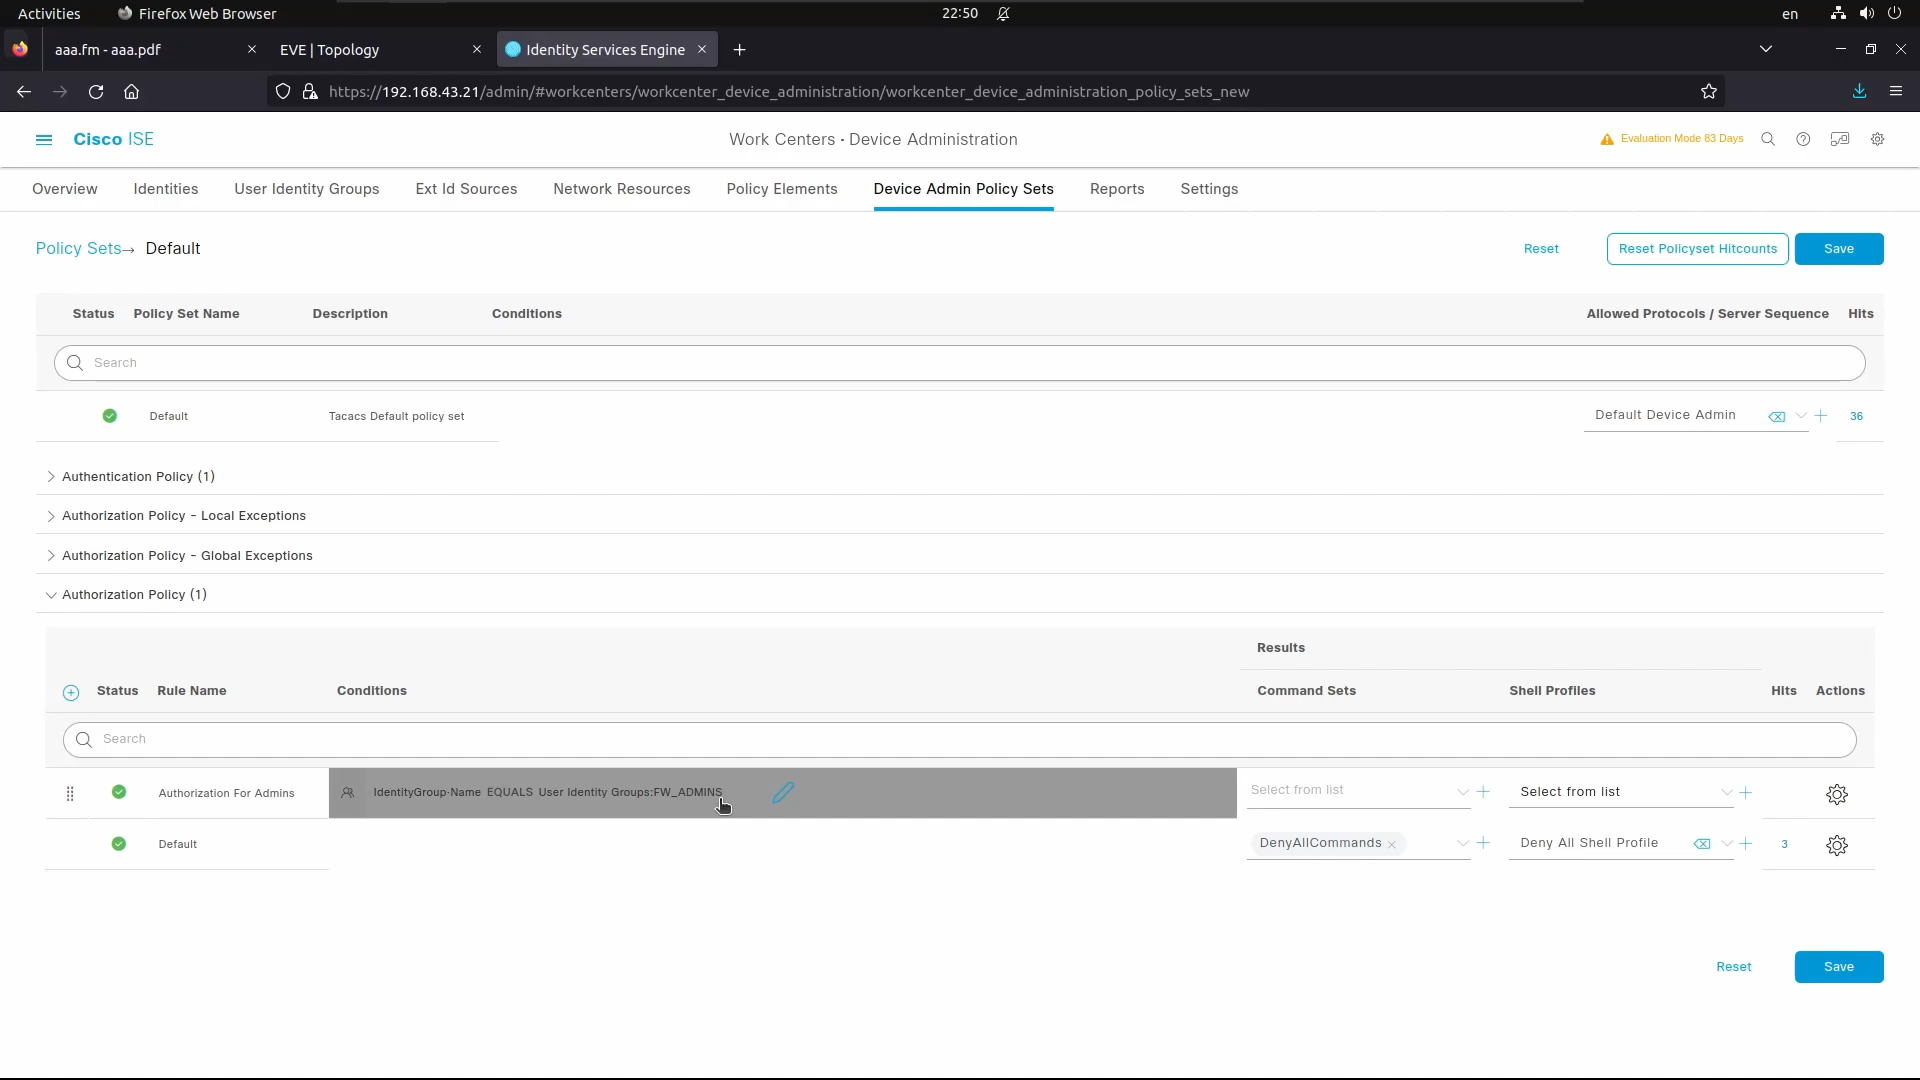 Activities Firefox Web Browser 22:50 en
aaa.fm - aaa.pdf EVE | Topology Identity Services Engine
https://192.168.43.21/admin/#workcenters/workcenter_device_administration/workcenter_device_administration_policy_sets_new
Cisco ISE Work Centers · Device Administration Evaluation Mode 83 Days
Overview Identities User Identity Groups Ext Id Sources Network Resources Policy Elements Device Admin Policy Sets Reports Settings
Policy Sets→ Default Reset Reset Policyset Hitcounts Save
Status Policy Set Name Description Conditions Allowed Protocols / Server Sequence Hits
Search
Default Tacacs Default policy set Default Device Admin 36
Authentication Policy (1)
Authorization Policy - Local Exceptions
Authorization Policy - Global Exceptions
Authorization Policy (1)
Results
Status Rule Name Conditions Command Sets Shell Profiles Hits Actions
Search
Authorization For Admins IdentityGroup·Name EQUALS User Identity Groups:FW_ADMINS Select from list Select from list
Default DenyAllCommands Deny All Shell Profile 3
Reset Save